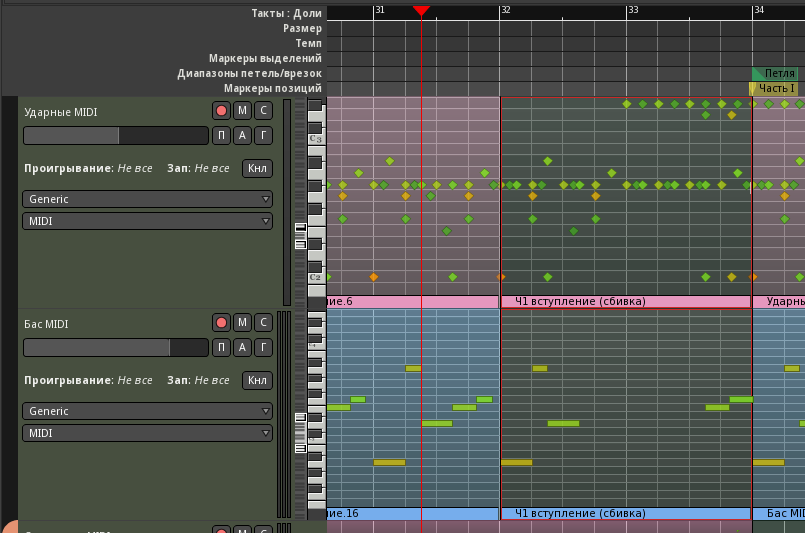 Такты : Доли
31 32 33 34
Размер
Темп
Маркеры выделений
Диапазоны петель/врезок
Петля
Маркеры позиций
Часть I
Ударные MIDI
M С
П А Г
C3
Проигрывание: Не все Зап: Не все Кнл
Generic
MIDI
C2
ние.6 Ч1 вступление (сбивка) Ударны
Бас MIDI
M С
П А Г
Проигрывание: Не все Зап: Не все Кнл
Generic
MIDI
ние.16 Ч1 вступление (сбивка) Бас MID